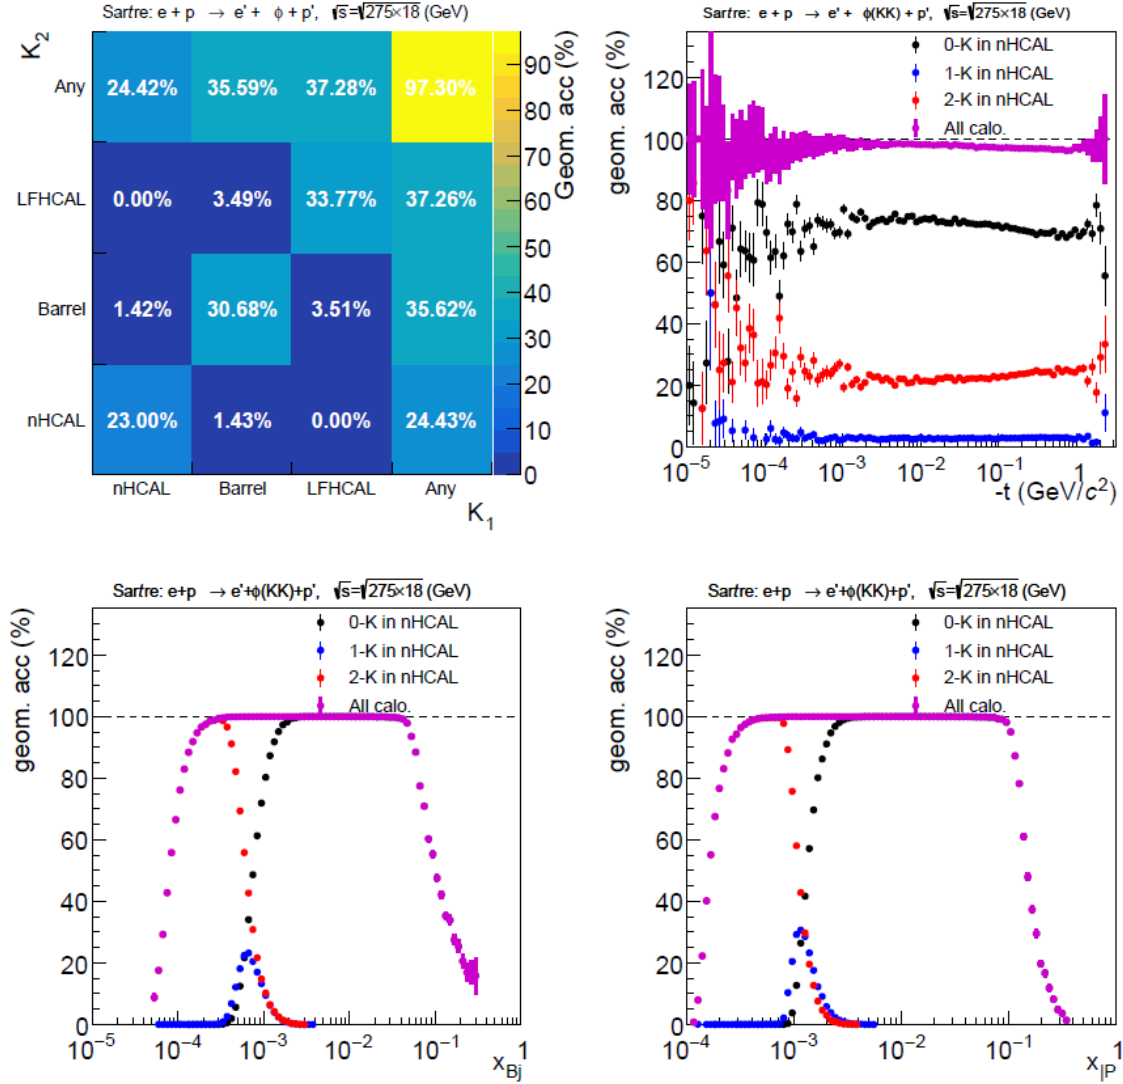 Sartre: e + p → e' + ϕ + p', √s=√275×18 (GeV)
K2
Geom. acc (%)
90
80
70
60
50
40
30
20
10
0
Any 24.42% 35.59% 37.28% 97.30%
LFHCAL 0.00% 3.49% 33.77% 37.26%
Barrel 1.42% 30.68% 3.51% 35.62%
nHCAL 23.00% 1.43% 0.00% 24.43%
nHCAL Barrel LFHCAL Any
K1
Sartre: e + p → e' + ϕ(KK) + p', √s=√275×18 (GeV)
geom. acc (%)
0-K in nHCAL
1-K in nHCAL
2-K in nHCAL
All calo.
120
100
80
60
40
20
0
10⁻⁵ 10⁻⁴ 10⁻³ 10⁻² 10⁻¹ 1
-t (GeV/c²)
Sartre: e+p → e'+ϕ(KK)+p', √s=√275×18 (GeV)
geom. acc (%)
0-K in nHCAL
1-K in nHCAL
2-K in nHCAL
All calo.
120
100
80
60
40
20
0
10⁻⁵ 10⁻⁴ 10⁻³ 10⁻² 10⁻¹ 1
xBj
Sartre: e+p → e'+ϕ(KK)+p', √s=√275×18 (GeV)
geom. acc (%)
0-K in nHCAL
1-K in nHCAL
2-K in nHCAL
All calo.
120
100
80
60
40
20
0
10⁻⁴ 10⁻³ 10⁻² 10⁻¹ 1
x|P